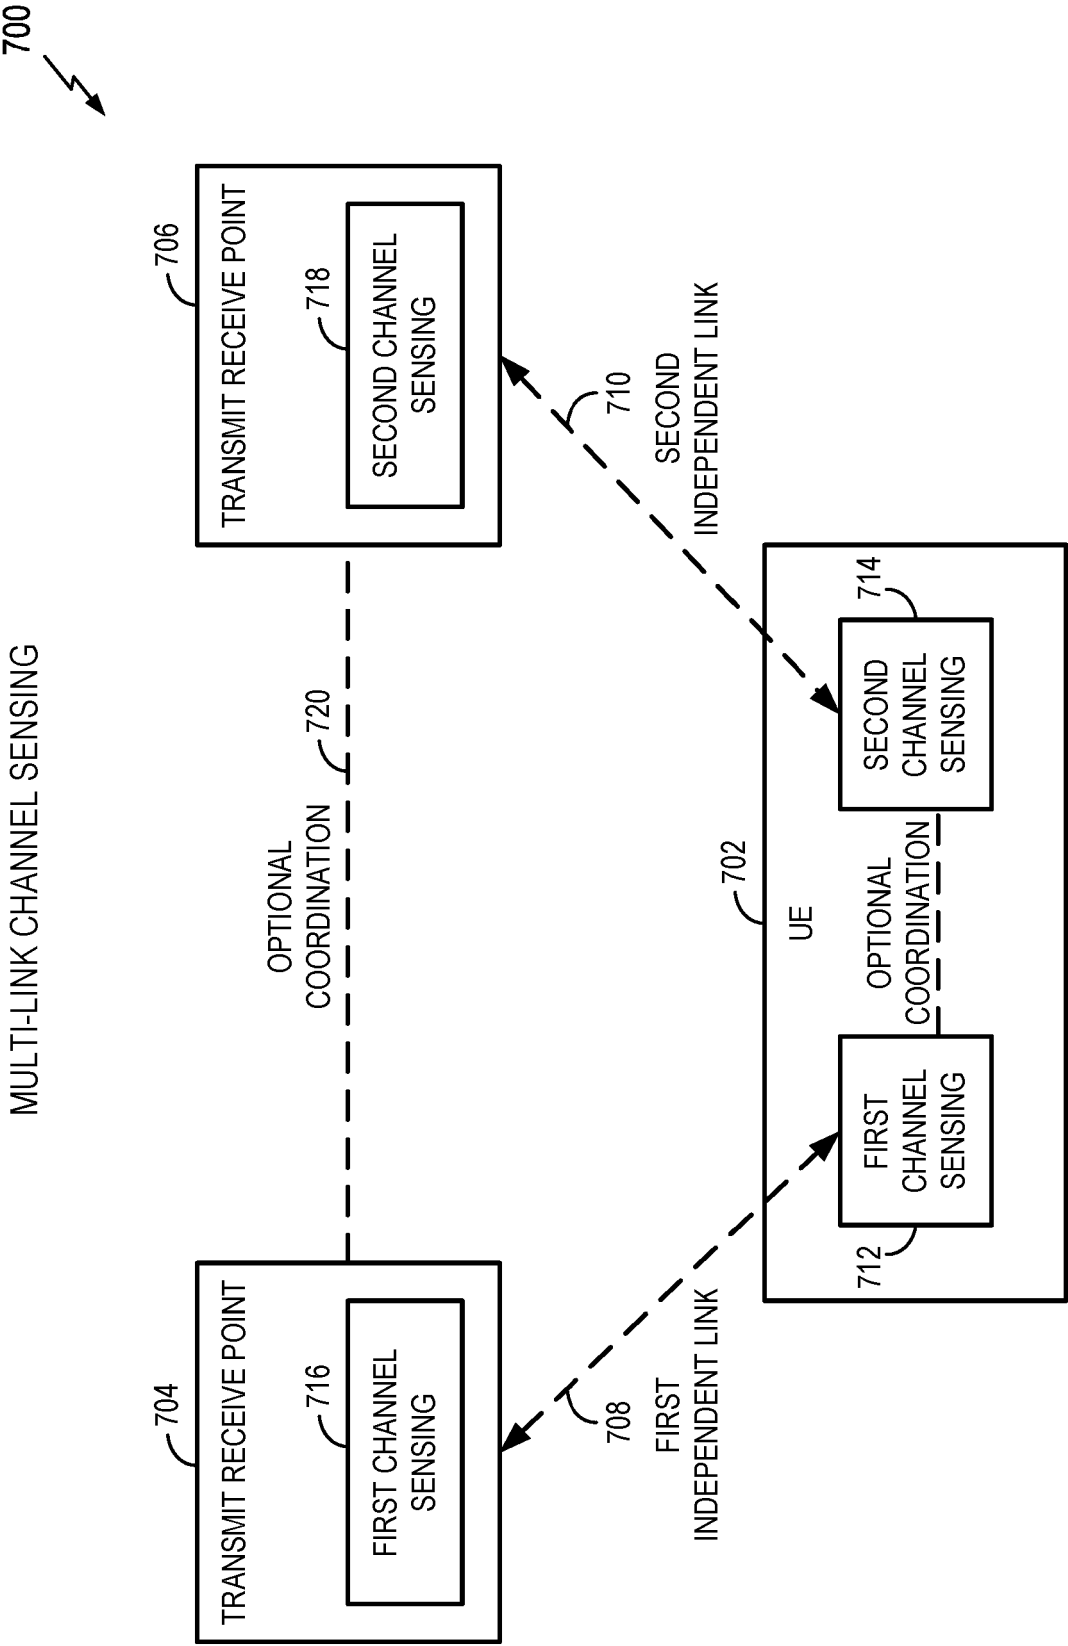 MULTI-LINK CHANNEL SENSING
700
704
TRANSMIT RECEIVE POINT
716
FIRST CHANNEL
SENSING
OPTIONAL
COORDINATION
720
706
TRANSMIT RECEIVE POINT
718
SECOND CHANNEL
SENSING
708
FIRST
INDEPENDENT LINK
710
SECOND
INDEPENDENT LINK
702
UE
712
FIRST
CHANNEL
SENSING
OPTIONAL
COORDINATION
714
SECOND
CHANNEL
SENSING